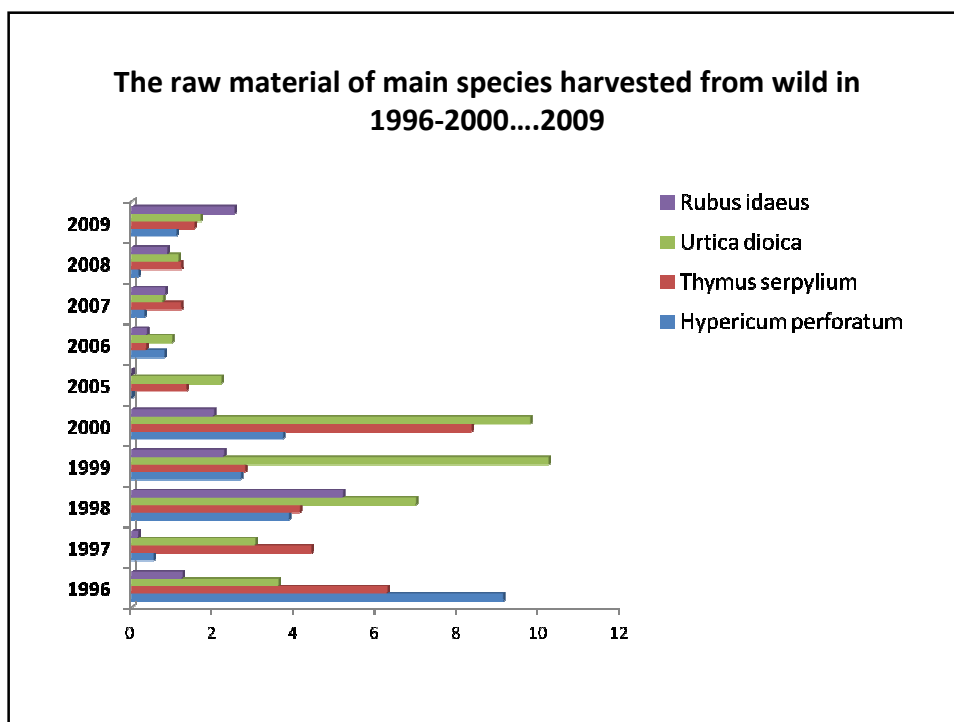 The raw material of main species harvested from wild in
1996-2000....2009
Rubus idaeus
Urtica dioica
Thymus serpylium
Hypericum perforatum
2009
2008
2007
2006
2005
2000
1999
1998
1997
1996
0 2 4 6 8 10 12